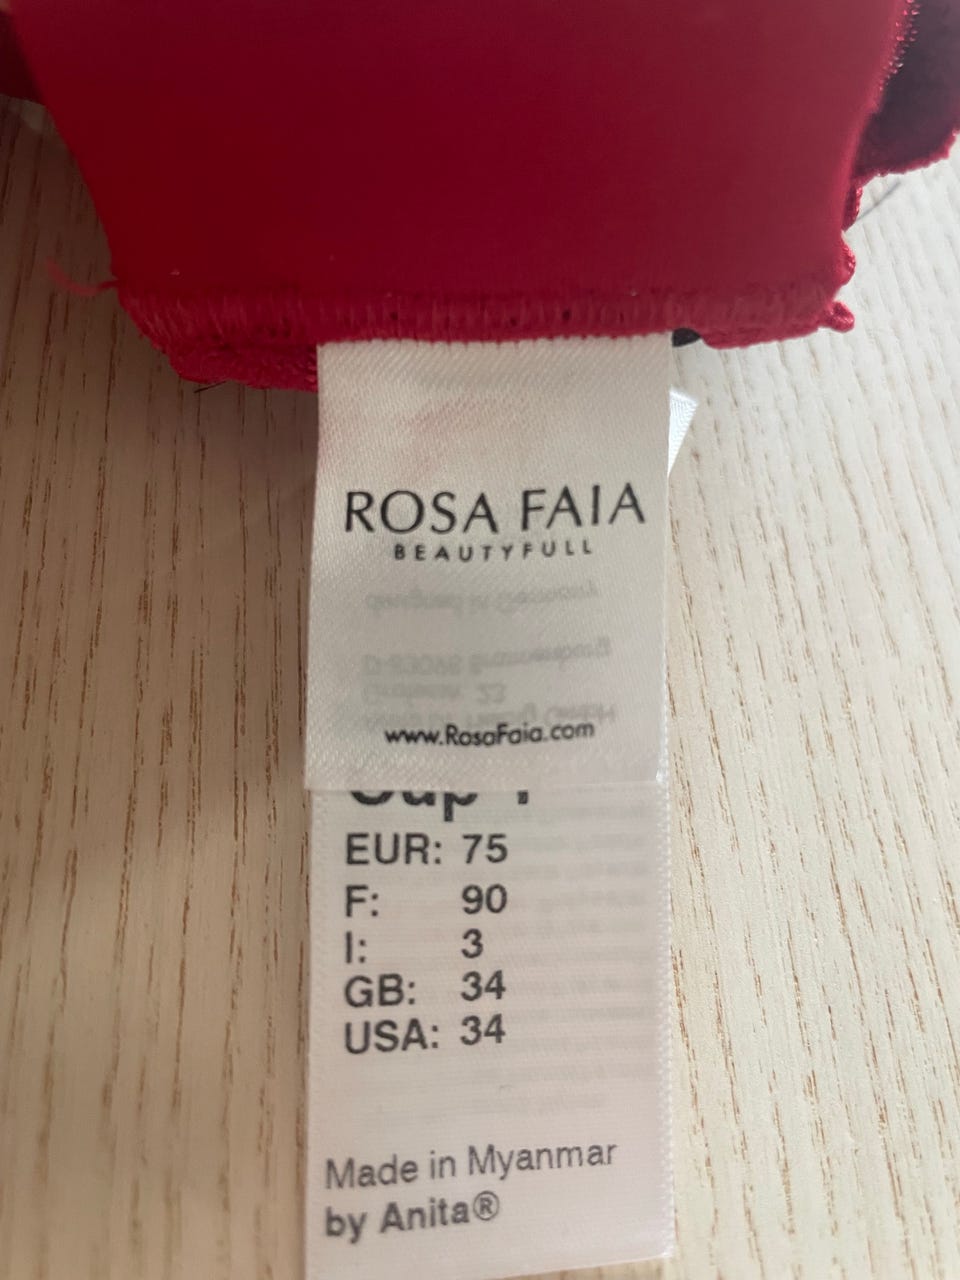 ROSA FAIA
BEAUTYFULL
www.RosaFaia.com
Cup
EUR: 75
F: 90
I: 3
GB: 34
USA: 34
Made in Myanmar
by Anita®